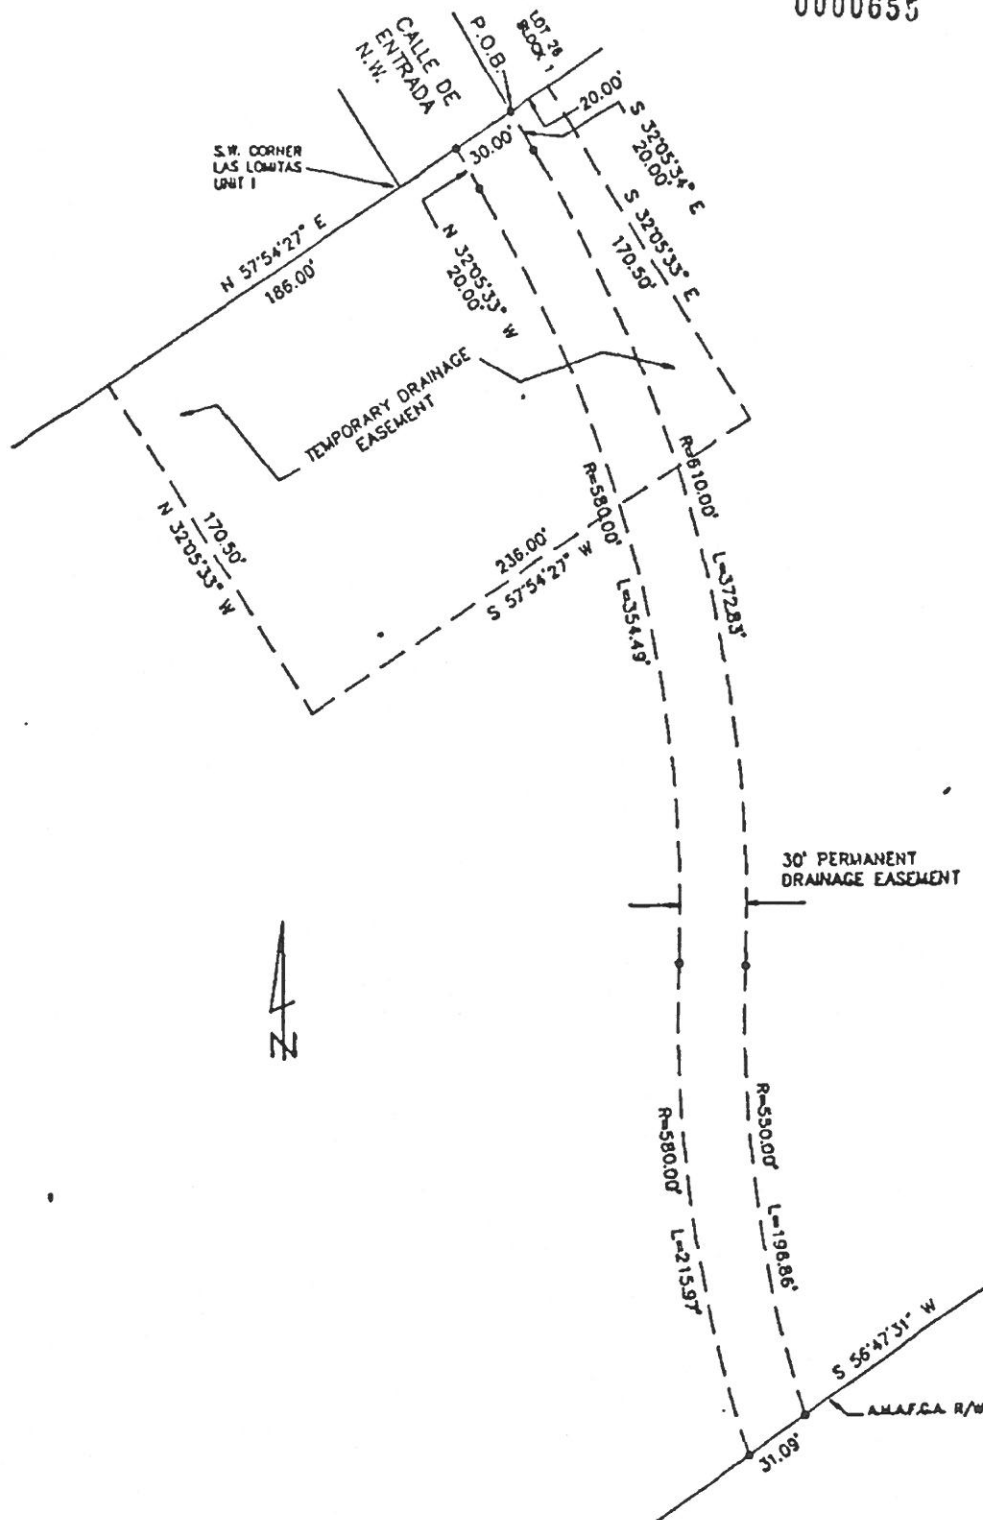 0000655
LOT 26
BLOCK 1
P.O.B.
CALLE DE
ENTRADA
N.W.
20.00'
S 32°05'34" E
20.00'
30.00'
S.W. CORNER
LAS LOMITAS
UNIT 1
S 32°05'33" E
170.50'
N 57°54'27" E
186.00'
N 32°05'33" W
20.00'
TEMPORARY DRAINAGE
EASEMENT
R=610.00'
R=580.00'
170.50'
N 32°05'33" W
236.00'
S 57°54'27" W
L=372.83'
L=354.49'
30' PERMANENT
DRAINAGE EASEMENT
N
R=550.00'
R=580.00'
L=196.86'
L=215.97'
S 56°47'31" W
A.M.A.F.C.A. R/W
31.09'